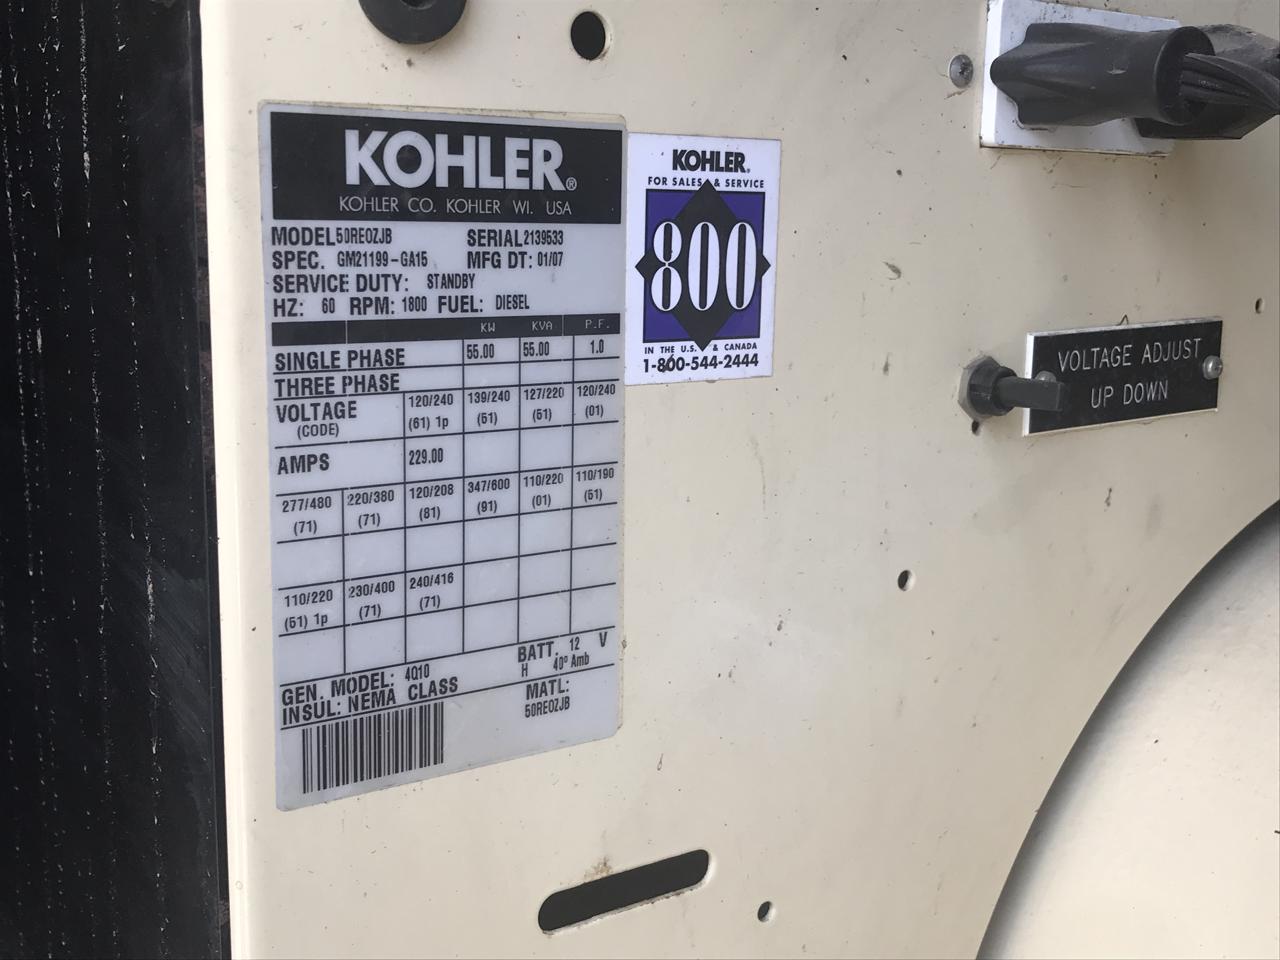 KOHLER®
KOHLER CO. KOHLER WI. USA
MODEL 50REOZJB SERIAL 2139533
SPEC. GM21199-GA15 MFG DT: 01/07
SERVICE DUTY: STANDBY
HZ: 60 RPM: 1800 FUEL: DIESEL
KW KVA P.F.
SINGLE PHASE 55.00 55.00 1.0
THREE PHASE
VOLTAGE 120/240 139/240 127/220 120/240
(CODE) (61) 1p (51) (51) (01)
AMPS 229.00
277/480 220/380 120/208 347/600 110/220 110/190
(71) (71) (81) (91) (01) (51)
110/220 230/400 240/416
(51) 1p (71) (71)
GEN. MODEL: 4Q10 BATT. 12 V
INSUL: NEMA CLASS H 40° Amb
MATL:
50REOZJB
KOHLER®
FOR SALES & SERVICE
800
IN THE U.S. & CANADA
1-800-544-2444
VOLTAGE ADJUST
UP DOWN